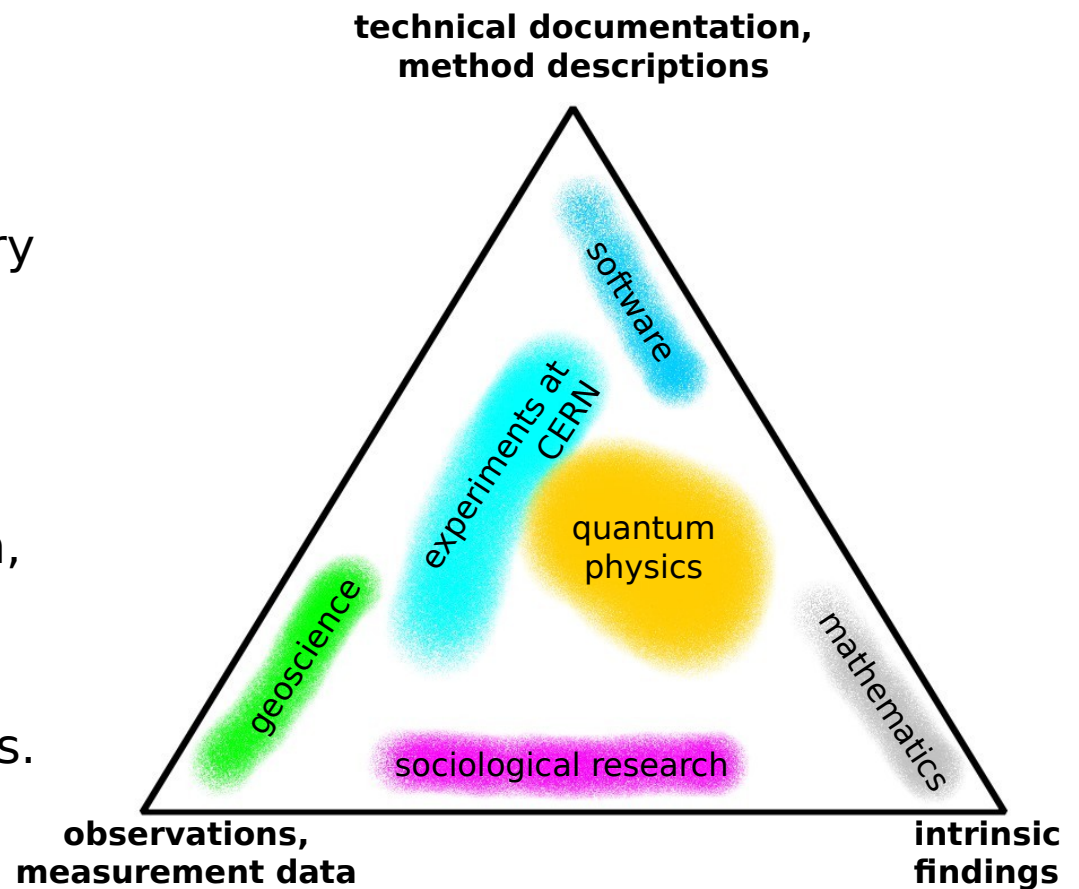 technical documentation,
method descriptions
ry
software
experiments at
CERN
quantum
physics
,
geoscience
mathematics
s.
sociological research
observations,
measurement data
intrinsic
findings